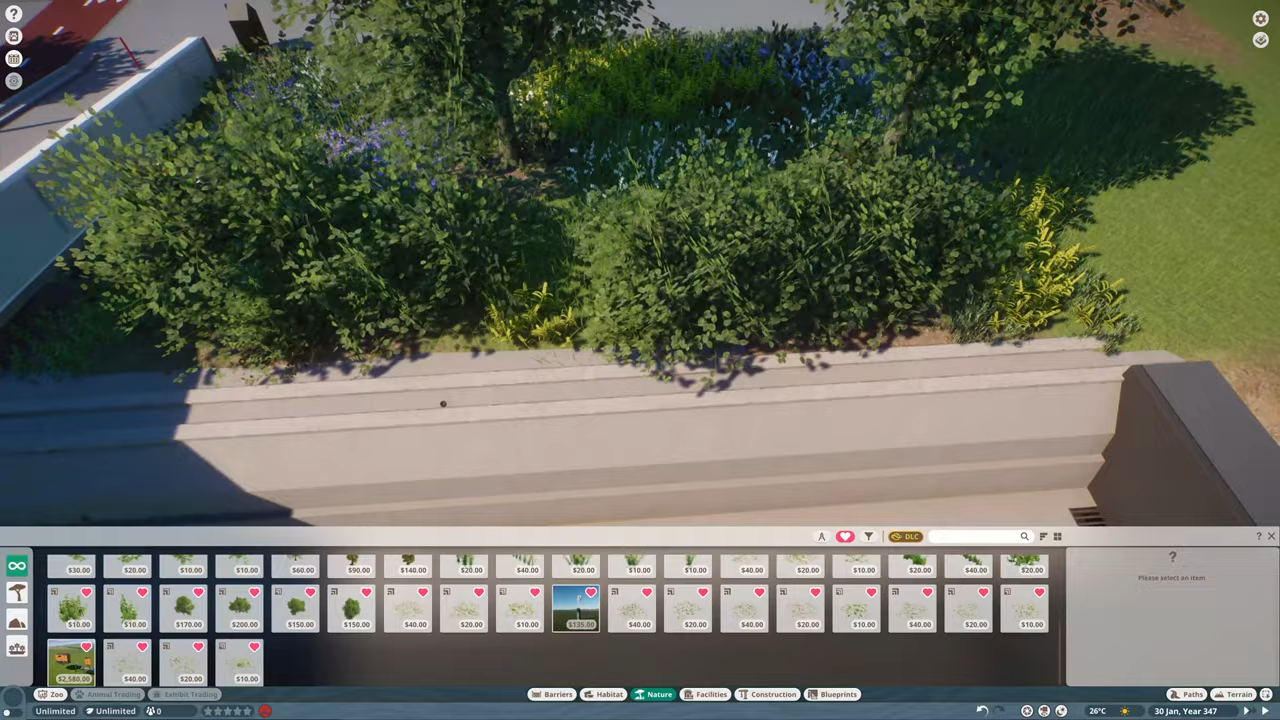 ?
DLC
? ×
$30.00 $20.00 $10.00 $10.00 $60.00 $90.00 $140.00 $20.00 $40.00 $20.00 $10.00 $10.00 $40.00 $20.00 $10.00 $20.00 $40.00 $20.00
?
Please select an item
$10.00 $10.00 $170.00 $200.00 $150.00 $150.00 $40.00 $20.00 $10.00 $135.00 $40.00 $20.00 $40.00 $20.00 $10.00 $40.00 $20.00 $10.00
$2,580.00 $40.00 $20.00 $10.00
Zoo Animal Trading Exhibit Trading Barriers Habitat Nature Facilities Construction Blueprints Paths Terrain
Unlimited Unlimited 0 26°C 30 Jan, Year 347